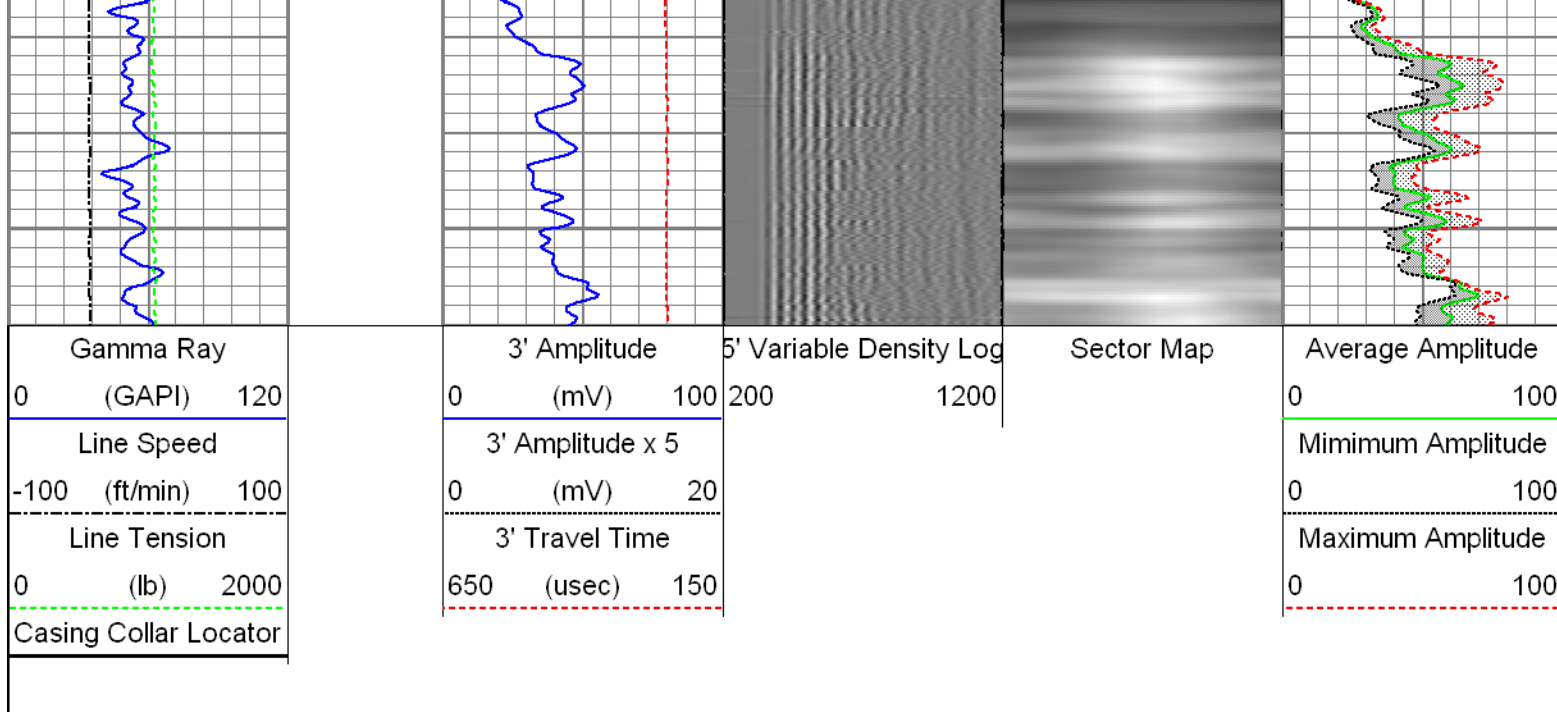 Gamma Ray
0 (GAPI) 120
Line Speed
-100 (ft/min) 100
Line Tension
0 (lb) 2000
Casing Collar Locator
3' Amplitude
0 (mV) 100
3' Amplitude x 5
0 (mV) 20
3' Travel Time
650 (usec) 150
5' Variable Density Log
200 1200
Sector Map
Average Amplitude
0 100
Mimimum Amplitude
0 100
Maximum Amplitude
0 100